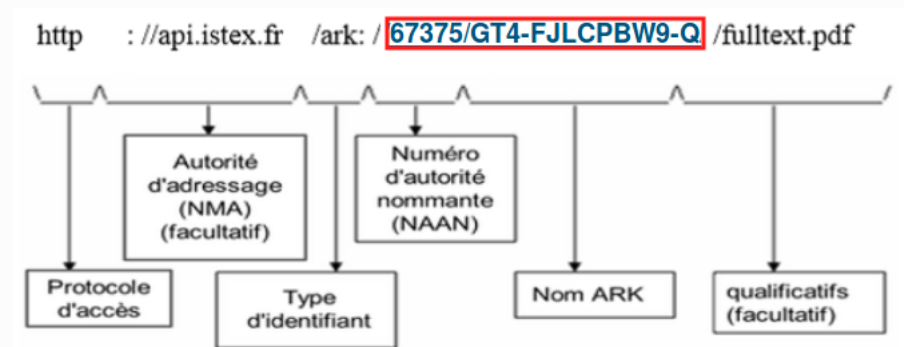 http : //api.istex.fr /ark: / 67375/GT4-FJLCPBW9-Q /fulltext.pdf
Autorité
d'adressage
(NMA)
(facultatif)
Numéro
d'autorité
nommante
(NAAN)
Protocole
d'accès
Type
d'identifiant
Nom ARK
qualificatifs
(facultatif)